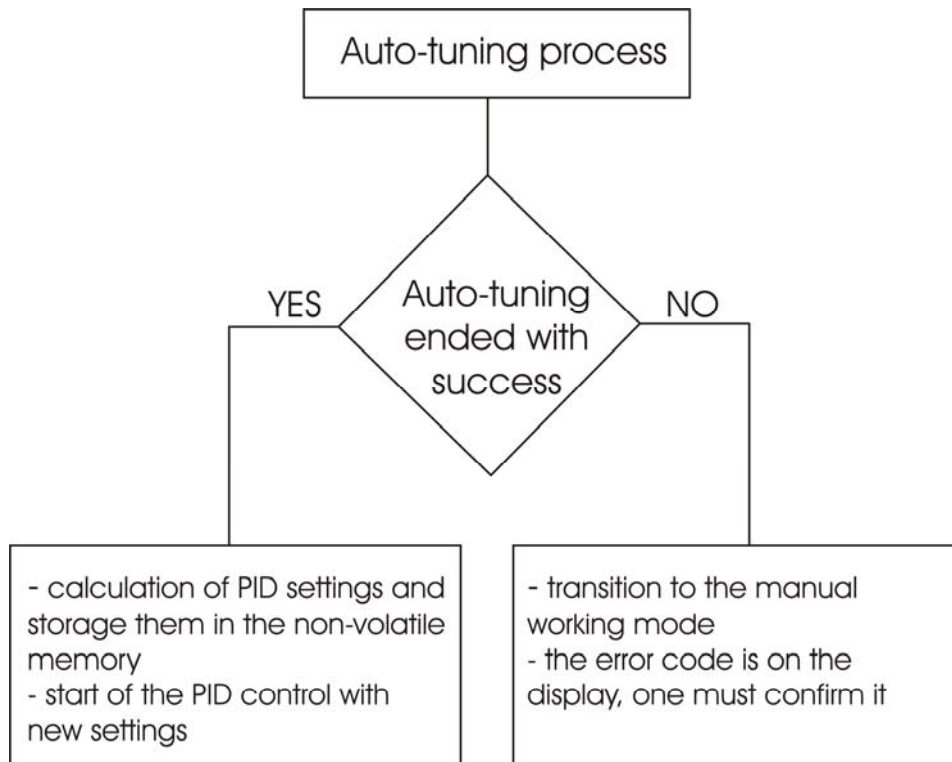 Auto-tuning process
YES
Auto-tuning
ended with
success
NO
- calculation of PID settings and
storage them in the non-volatile
memory
- start of the PID control with
new settings
- transition to the manual
working mode
- the error code is on the
display, one must confirm it